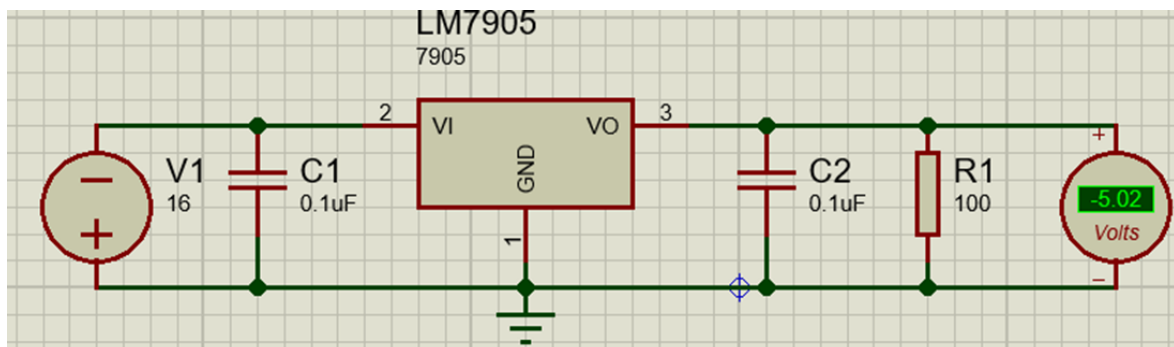 LM7905
7905
2
VI
VO
3
GND
1
V1
16
C1
0.1uF
C2
0.1uF
R1
100
+
-5.02
Volts
−
−
+